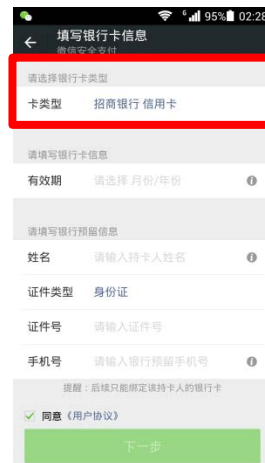 6 95% 02:28
填写银行卡信息
微信安全支付
请选择银行卡类型
卡类型 招商银行 信用卡
请填写银行卡信息
有效期 请选择 月份/年份
请填写银行预留信息
姓名 请输入持卡人姓名
证件类型 身份证
证件号 请输入证件号
手机号 请输入银行预留手机号
提醒：后续只能绑定该持卡人的银行卡
同意《用户协议》
下一步